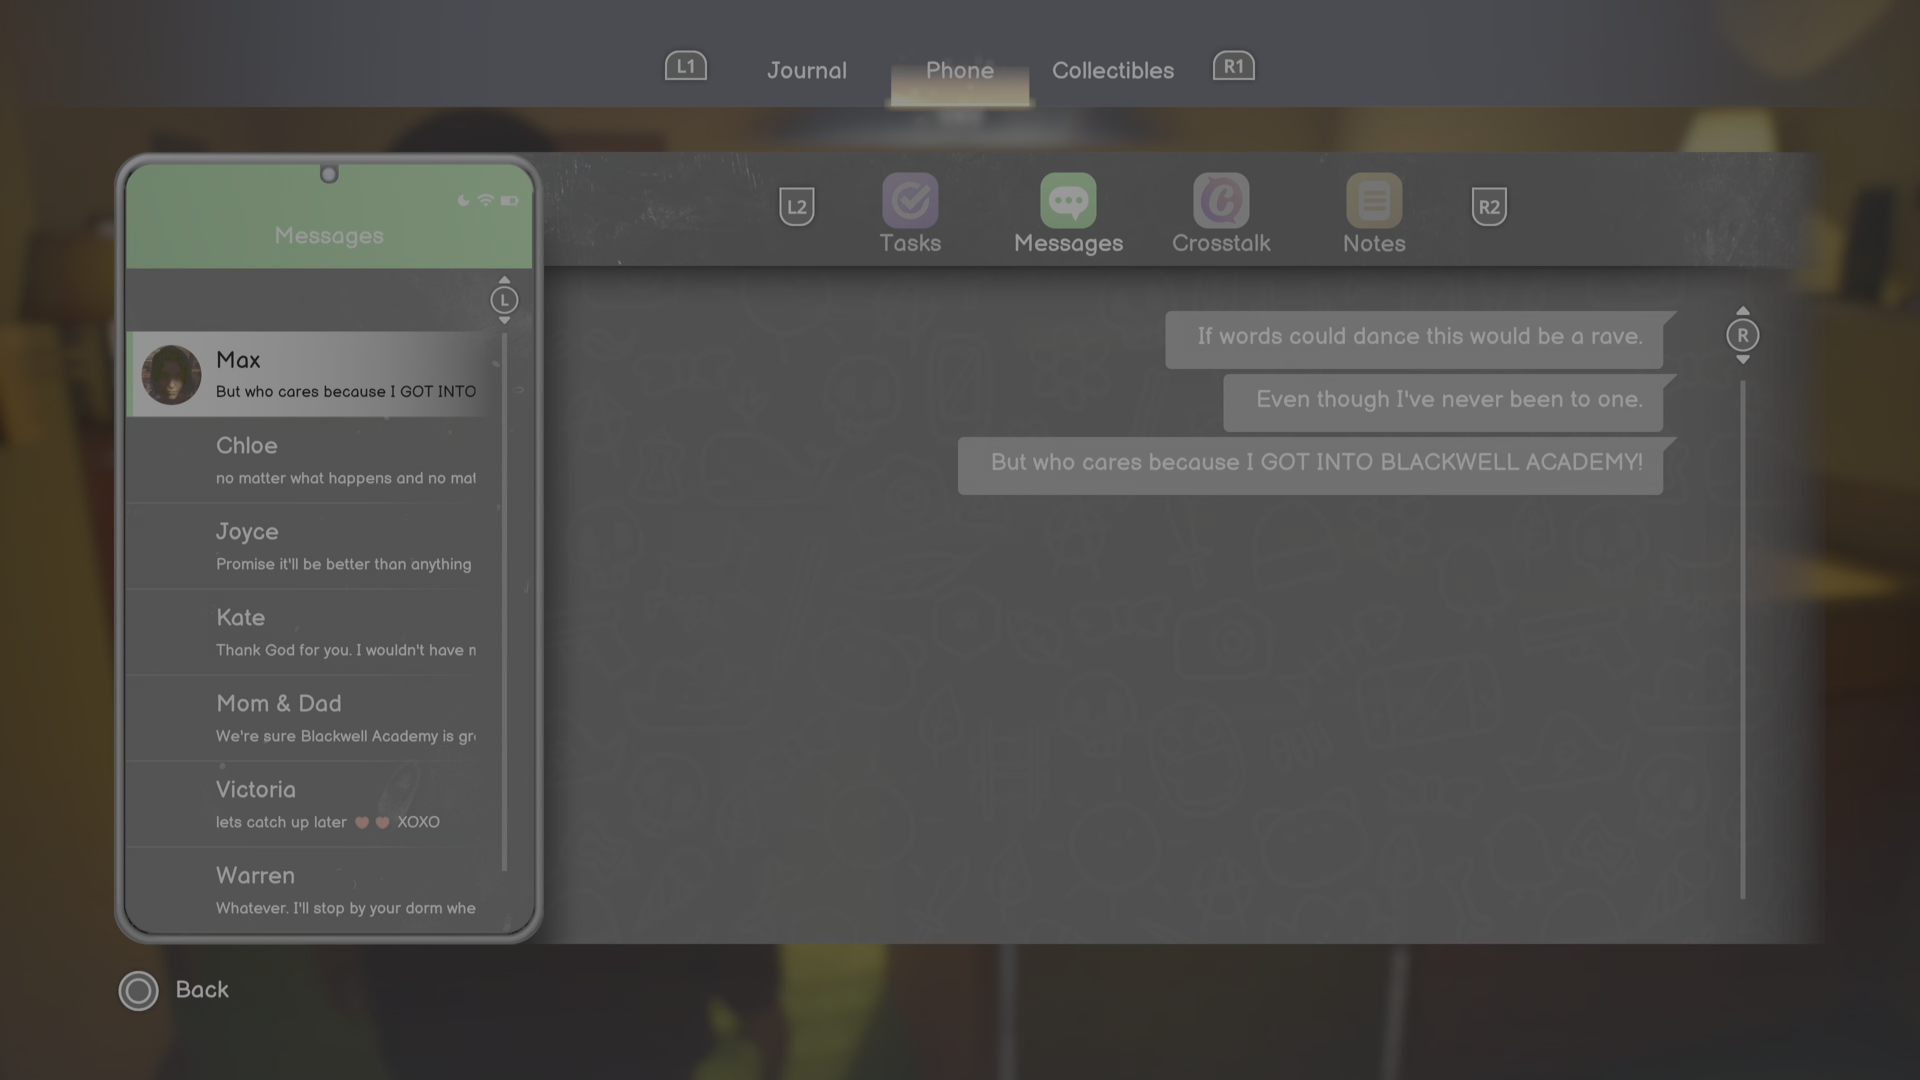 L1
Journal
Phone
Collectibles
R1
Messages
L
Max
But who cares because I GOT INTO
Chloe
no matter what happens and no mat
Joyce
Promise it'll be better than anything
Kate
Thank God for you. I wouldn't have
Mom & Dad
We're sure Blackwell Academy is
Victoria
lets catch up later ❤️ ❤️ XOXO
Warren
Whatever. I'll stop by your dorm whe
L2
Tasks
Messages
Crosstalk
Notes
R2
If words could dance this would be a rave.
Even though I've never been to one.
But who cares because I GOT INTO BLACKWELL ACADEMY!
R
Back